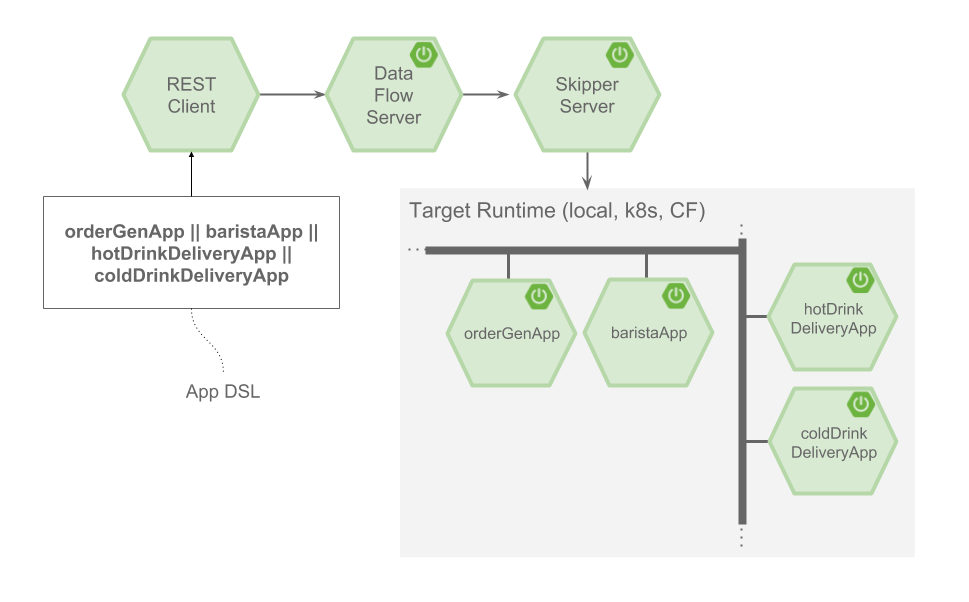 REST
Client
Data
Flow
Server
Skipper
Server
orderGenApp || baristaApp ||
hotDrinkDeliveryApp ||
coldDrinkDeliveryApp
App DSL
Target Runtime (local, k8s, CF)
orderGenApp
baristaApp
hotDrink
DeliveryApp
coldDrink
DeliveryApp